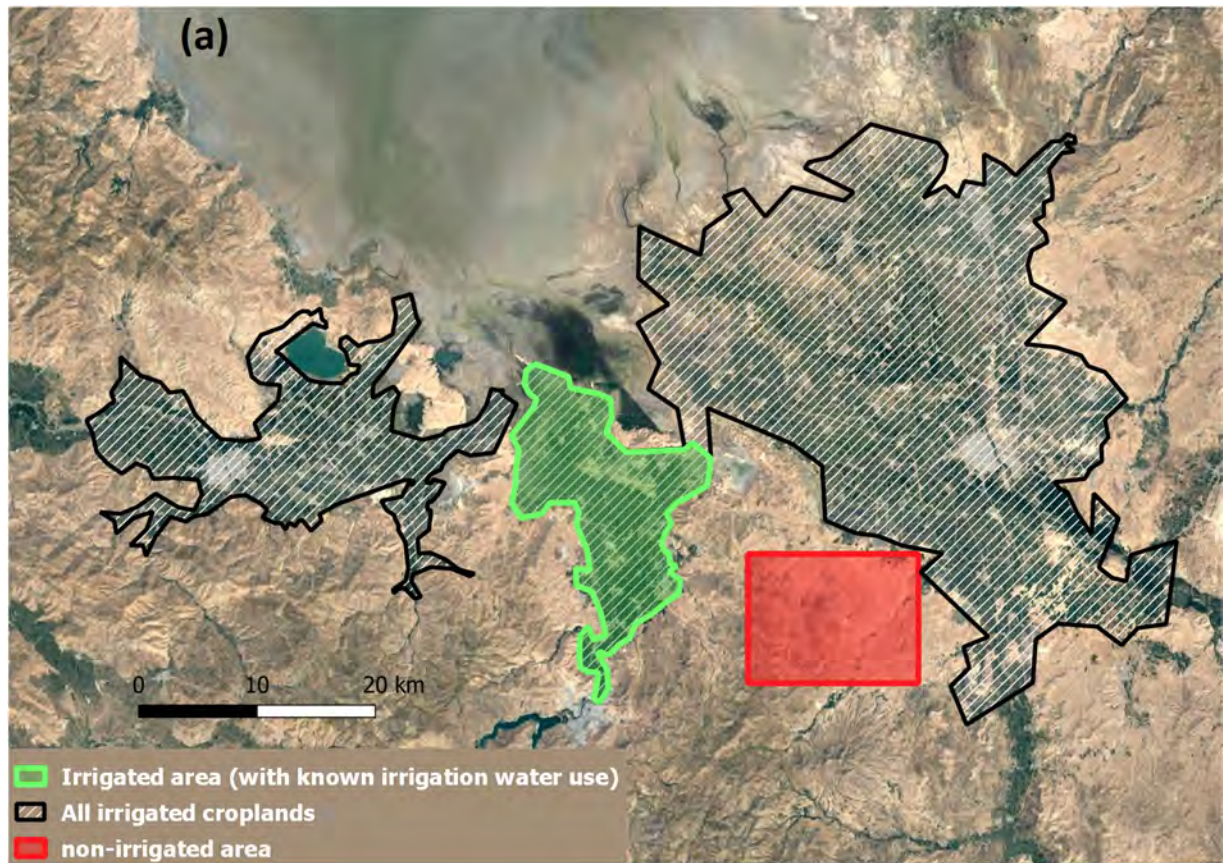 (a)
0 10 20 km
Irrigated area (with known irrigation water use)
All irrigated croplands
non-irrigated area